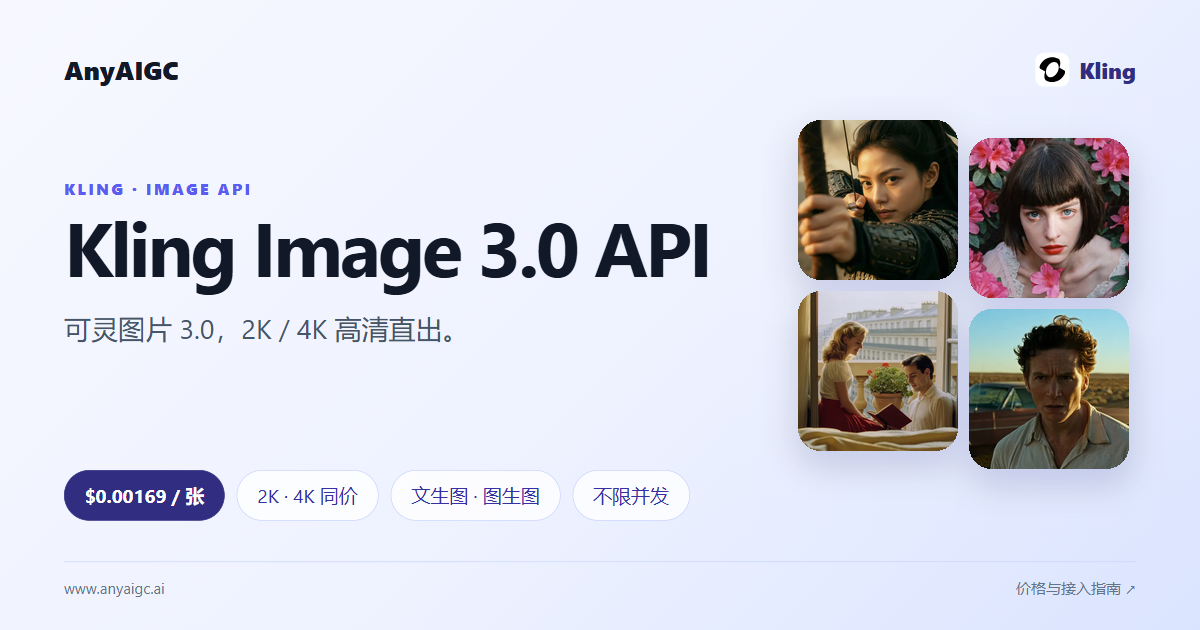 AnyAIGC
Kling
KLING · IMAGE API
Kling Image 3.0 API
可灵图片 3.0，2K / 4K 高清直出。
$0.00169 / 张
2K · 4K 同价
文生图 · 图生图
不限并发
www.anyaigc.ai
价格与接入指南 ↗